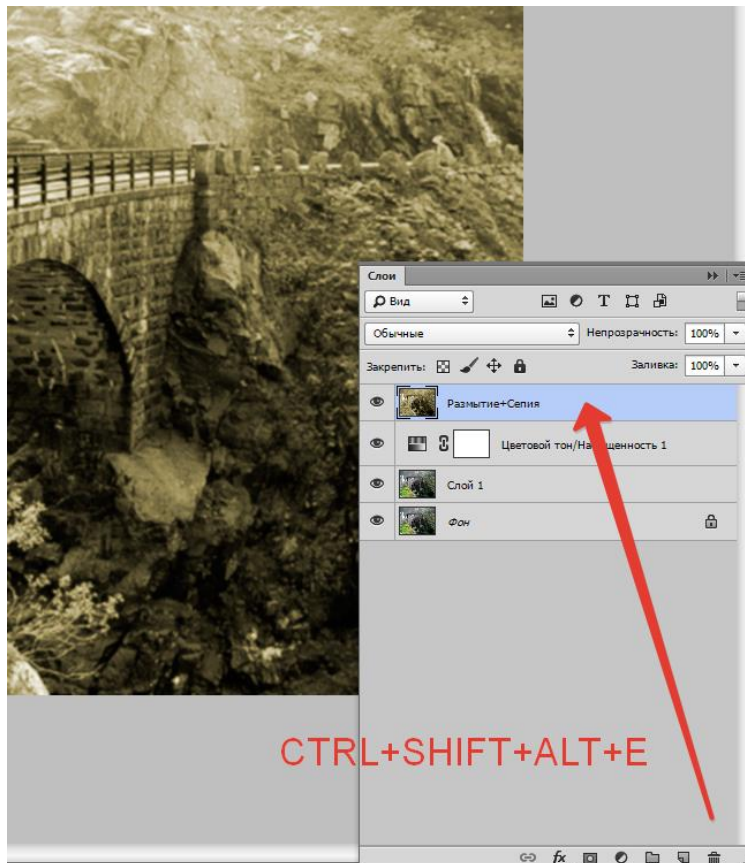 Слои
Вид
T
Обычные
Непрозрачность: 100%
Закрепить:
Заливка: 100%
Размытие+Сепия
Цветовой тон/Насыщенность 1
Слой 1
Фон
CTRL+SHIFT+ALT+E
fx